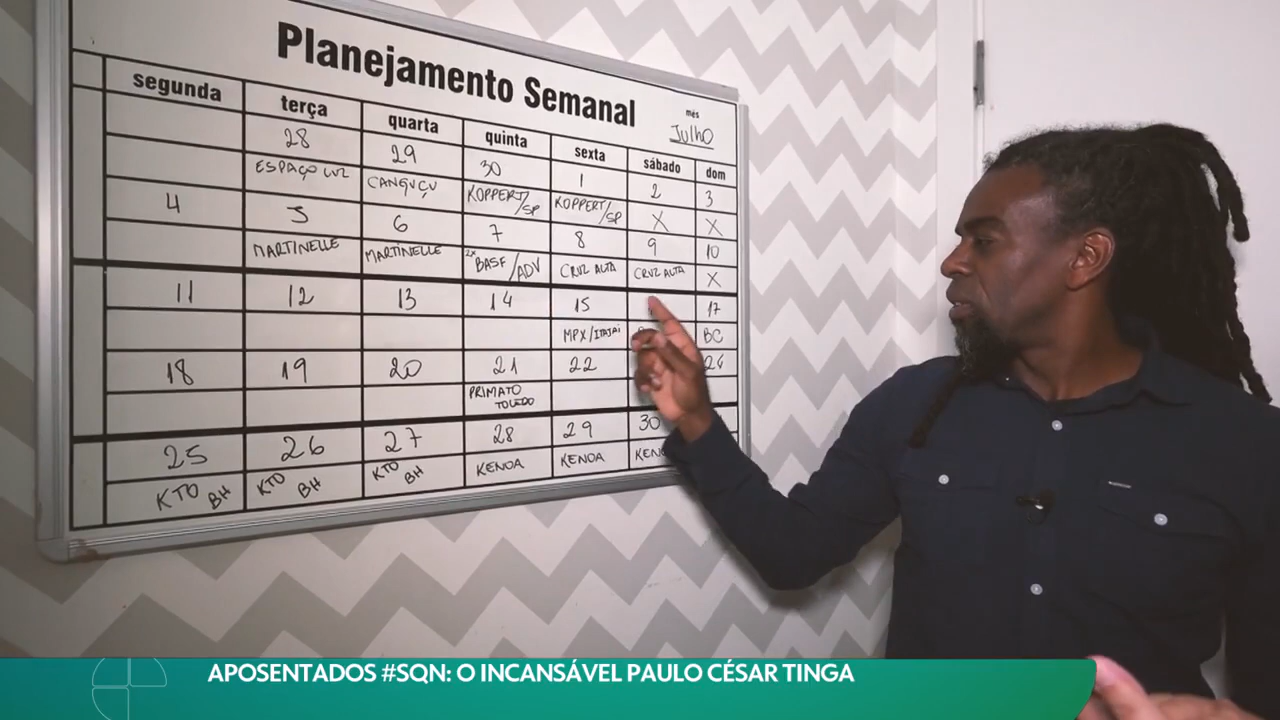 Planejamento Semanal
mês
Julho
segunda terça quarta quinta sexta sábado dom
28 29 30 1 2 3
ESPAÇO LUZ CANGUÇU KOPPERT/SP KOPPERT/SP X X
4 5 6 7 8 9 10
MARTINELLE MARTINELLE 2x BASF/ADV CRUZ ALTA CRUZ ALTA X
11 12 13 14 15 17
MPX/ITAJAÍ BC
18 19 20 21 22 24
PRIMATO TOLEDO
25 26 27 28 29 30
KTO BH KTO BH KTO BH KENOA KENOA
APOSENTADOS #SQN: O INCANSÁVEL PAULO CÉSAR TINGA